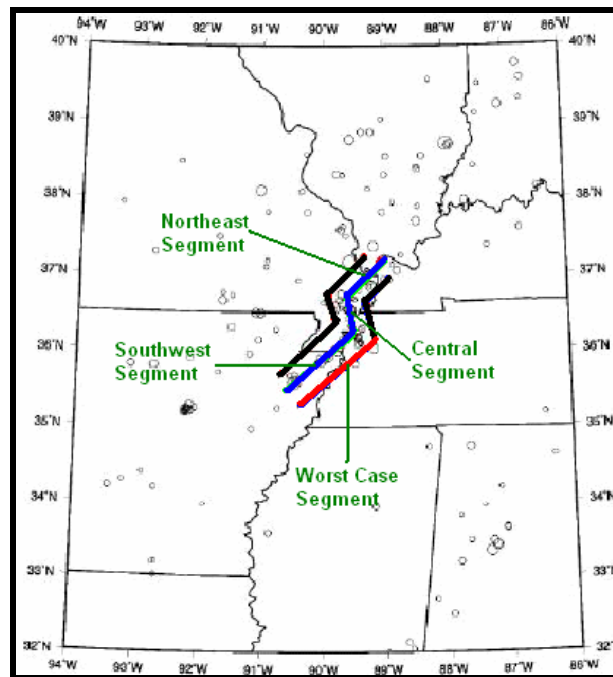 94°N 93°W 92°W 91°W 90°W 89°W 88°W 87°W 86°W
40°N 40°N
39°N 39°N
38°N 38°N
Northeast
Segment
37°N 37°N
36°N 36°N
Southwest
Segment
Central
Segment
35°N 35°N
Worst Case
Segment
34°N 34°N
33°N 33°N
32°N 32°
94°W 93°W 92°W 91°W 90°W 89°W 88°W 87°W 86°W